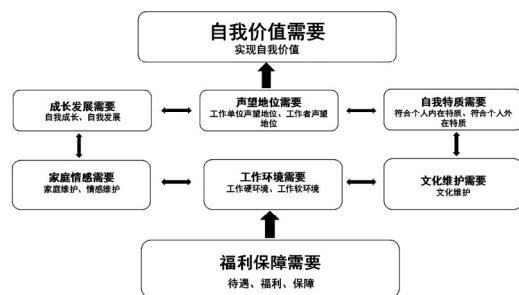 自我价值需要
实现自我价值
成长发展需要
自我成长、自我发展
声望地位需要
工作单位声望地位、工作者声望
地位
自我特质需要
符合个人内在特质、符合个人外
在特质
家庭情感需要
家庭维护、情感维护
工作环境需要
工作硬环境、工作软环境
文化维护需要
文化维护
福利保障需要
待遇、福利、保障